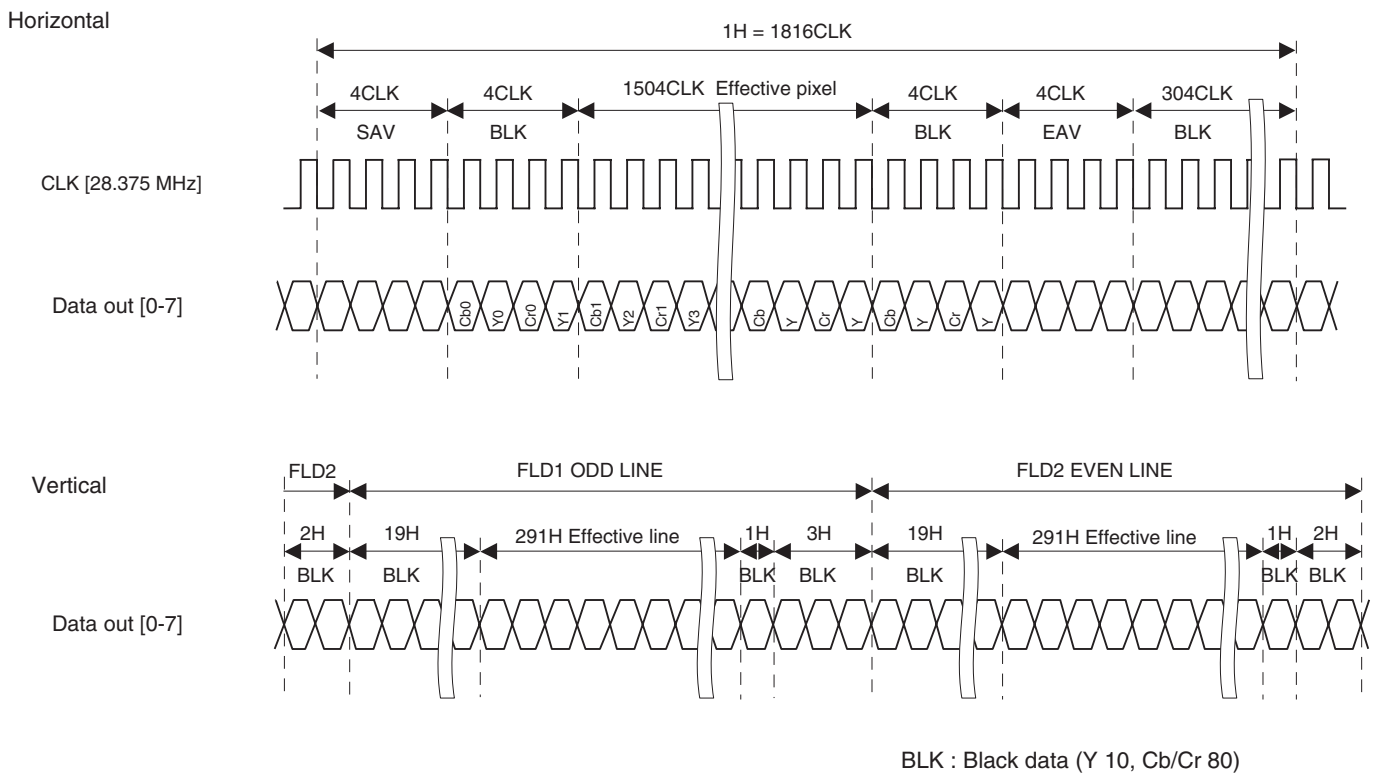 Horizontal
1H = 1816CLK
4CLK 4CLK 1504CLK Effective pixel 4CLK 4CLK 304CLK
SAV BLK BLK EAV BLK
CLK [28.375 MHz]
Data out [0-7]
Cb0 Y0 Cr0 Y1 Cb1 Y2 Cr1 Y3 Cb Y Cr Y Cb Y Cr Y
Vertical
FLD2 FLD1 ODD LINE FLD2 EVEN LINE
2H 19H 291H Effective line 1H 3H 19H 291H Effective line 1H 2H
BLK BLK BLK BLK BLK BLK BLK
Data out [0-7]
BLK : Black data (Y 10, Cb/Cr 80)